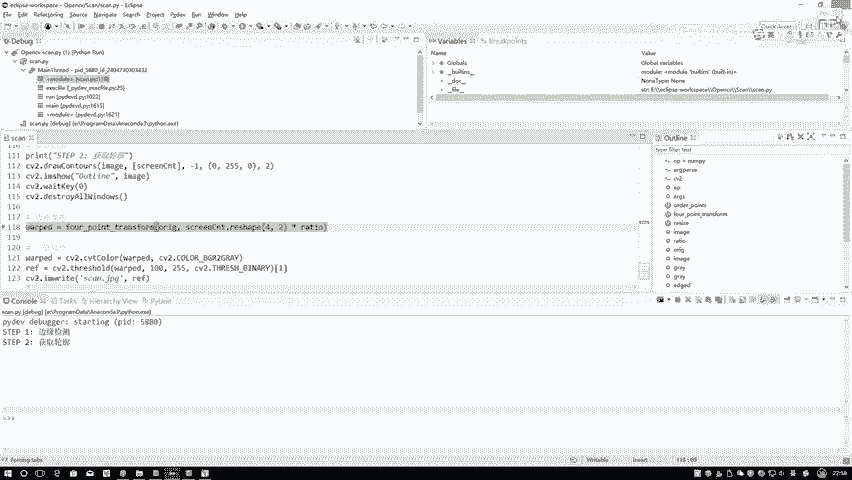 eclipse-workspace - Opencv/Scan/scan.py - Eclipse
File Edit Source Refactoring Navigate Search Project Pydev Run Window Help
Debug
Opencv scan.py (1) [Python Run]
scan.py
MainThread - pid_5880_id_2404730303432
<module> [scan.py:118]
execfile [_pydev_execfile.py:25]
run [pydevd.py:1022]
main [pydevd.py:1615]
<module> [pydevd.py:1621]
scan.py [debug] [e:\ProgramData\Anaconda3\python.exe]
Variables Breakpoints
Name Value
Globals Global variables
__builtins__ module: <module 'builtins' (built-in)>
__doc__ NoneType: None
__file__ str: E:\\eclipse-workspace\\Opencv\\Scan\\scan.py
scan
110
111 print("STEP 2: 获取轮廓")
112 cv2.drawContours(image, [screenCnt], -1, (0, 255, 0), 2)
113 cv2.imshow("Outline", image)
114 cv2.waitKey(0)
115 cv2.destroyAllWindows()
116
117 #
118 warped = four_point_transform(orig, screenCnt.reshape(4, 2) * ratio)
119
120 #
121 warped = cv2.cvtColor(warped, cv2.COLOR_BGR2GRAY)
122 ref = cv2.threshold(warped, 100, 255, cv2.THRESH_BINARY)[1]
123 cv2.imwrite('scan.jpg', ref)
Outline
type filter text
np = numpy
argparse
cv2
ap
args
order_points
four_point_transform
resize
image
ratio
orig
image
gray
gray
edged
Console Tasks Hierarchy View PyUnit
scan.py [debug] [e:\ProgramData\Anaconda3\python.exe]
pydev debugger: starting (pid: 5880)
STEP 1: 边缘检测
STEP 2: 获取轮廓
>>>
Writable Insert 118 : 69
22:58